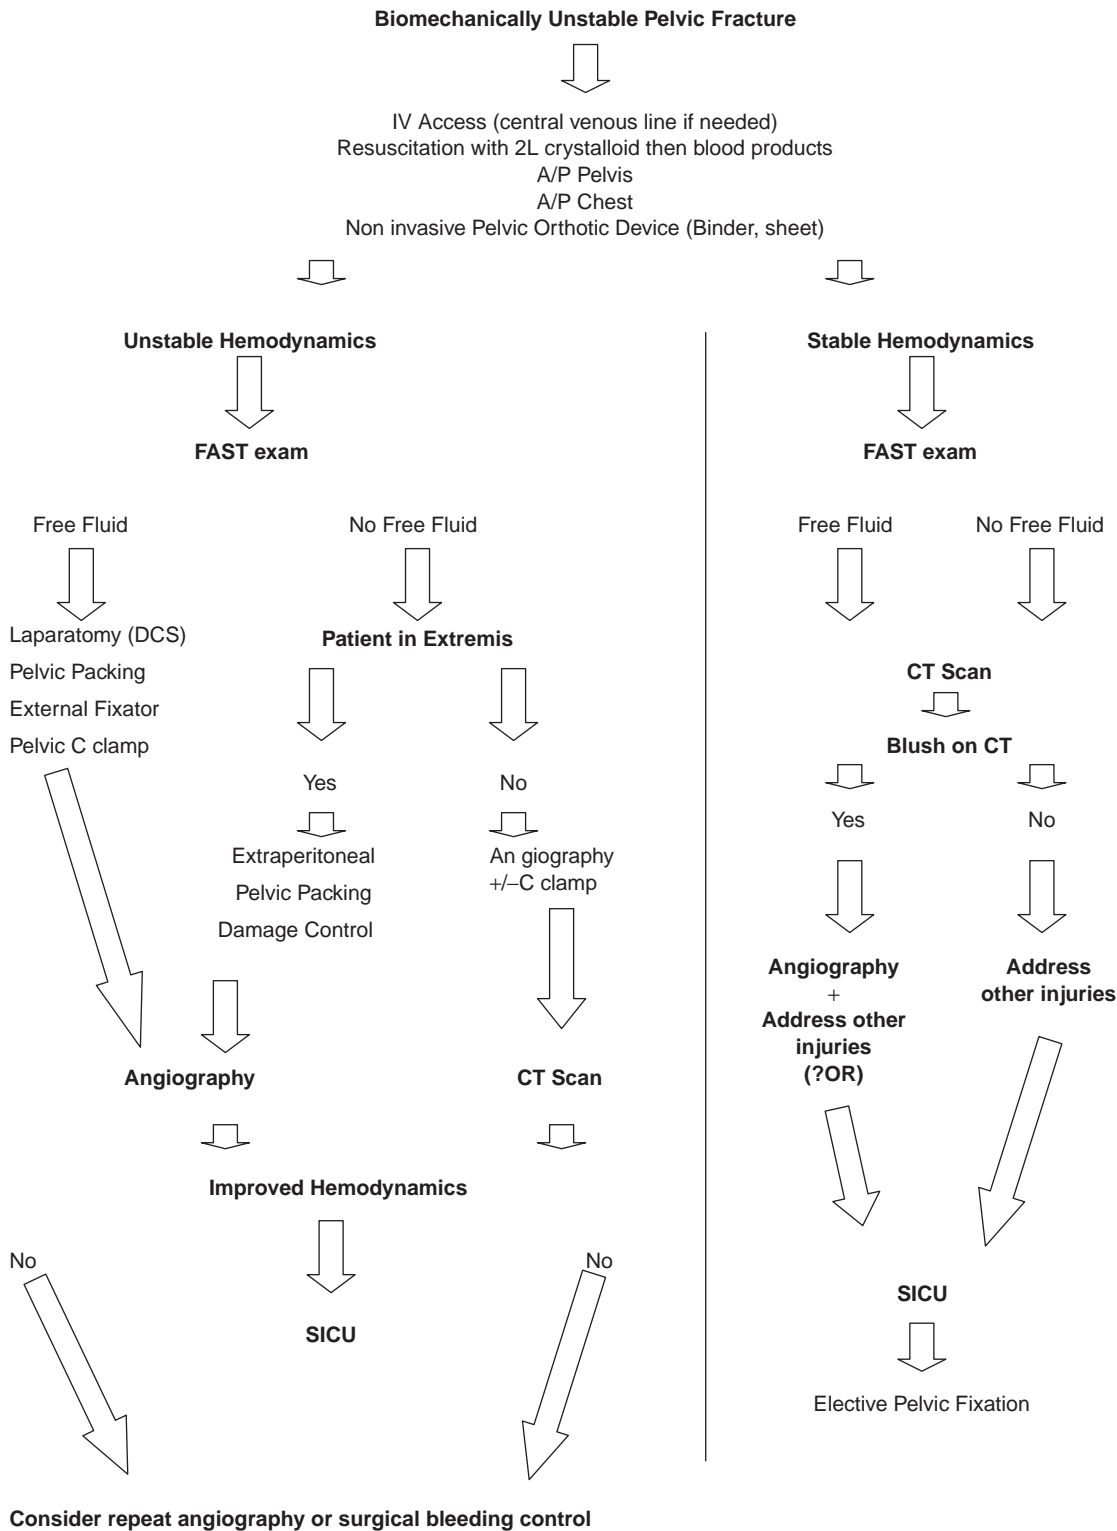 Biomechanically Unstable Pelvic Fracture
IV Access (central venous line if needed)
Resuscitation with 2L crystalloid then blood products
A/P Pelvis
A/P Chest
Non invasive Pelvic Orthotic Device (Binder, sheet)
Unstable Hemodynamics
FAST exam
Free Fluid
No Free Fluid
Laparatomy (DCS)
Pelvic Packing
External Fixator
Pelvic C clamp
Patient in Extremis
Yes
No
Extraperitoneal
Pelvic Packing
Damage Control
An giography
+/−C clamp
Angiography
CT Scan
Improved Hemodynamics
No
No
SICU
Consider repeat angiography or surgical bleeding control
Stable Hemodynamics
FAST exam
Free Fluid
No Free Fluid
CT Scan
Blush on CT
Yes
No
Angiography
+
Address other
injuries
(?OR)
Address
other injuries
SICU
Elective Pelvic Fixation